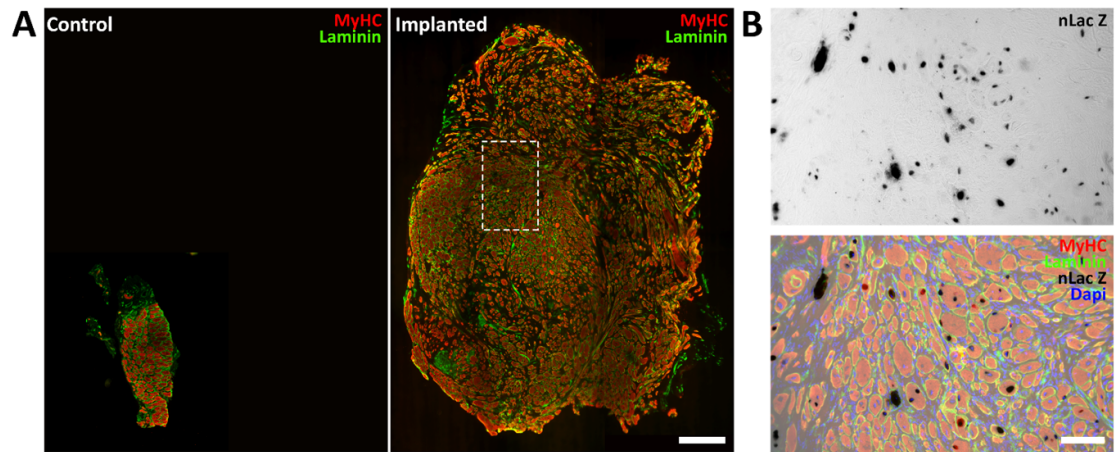 A
Control
MyHC
Laminin
Implanted
MyHC
Laminin
B
nLac Z
MyHC
Laminin
nLac Z
Dapi